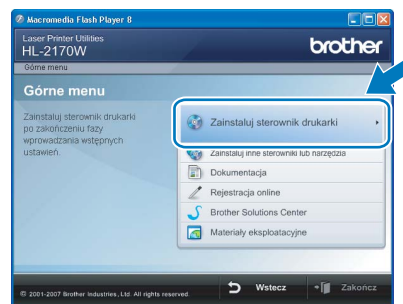 Macromedia Flash Player 8
Laser Printer Utilities
HL-2170W
brother
Górne menu
Górne menu
Zainstaluj sterownik drukarki
po zakończeniu fazy
wprowadzania wstępnych
ustawień.
Zainstaluj sterownik drukarki
Zainstaluj inne sterowniki lub narzędzia
Dokumentacja
Rejestracja online
Brother Solutions Center
Materiały eksploatacyjne
© 2001-2007 Brother Industries, Ltd. All rights reserved.
Wstecz
Zakończ